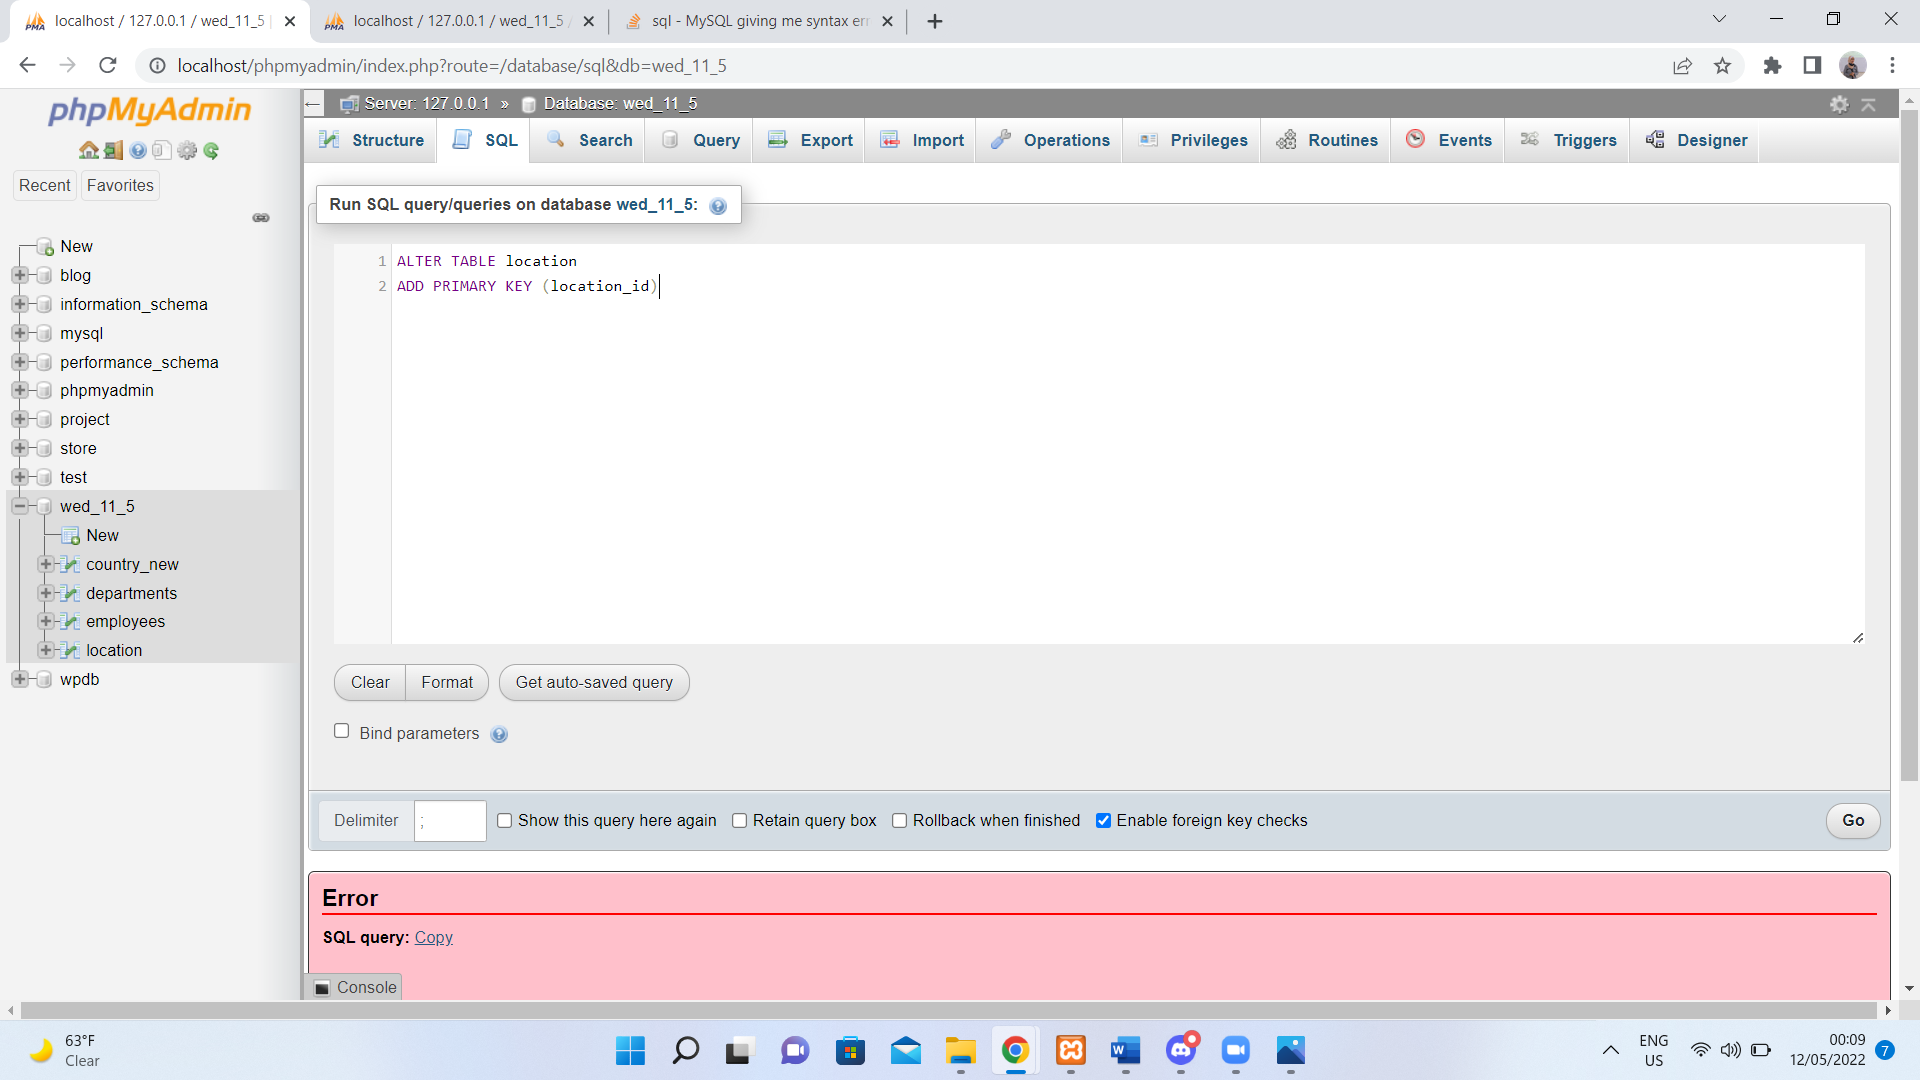 localhost / 127.0.0.1 / wed_11_5 |
localhost / 127.0.0.1 / wed_11_5 /
sql - MySQL giving me syntax err
localhost/phpmyadmin/index.php?route=/database/sql&db=wed_11_5
phpMyAdmin
Recent
Favorites
New
blog
information_schema
mysql
performance_schema
phpmyadmin
project
store
test
wed_11_5
New
country_new
departments
employees
location
wpdb
Server: 127.0.0.1 » Database: wed_11_5
Structure
SQL
Search
Query
Export
Import
Operations
Privileges
Routines
Events
Triggers
Designer
Run SQL query/queries on database wed_11_5:
1 ALTER TABLE location
2 ADD PRIMARY KEY (location_id)
Clear
Format
Get auto-saved query
Bind parameters
Delimiter ;
Show this query here again
Retain query box
Rollback when finished
Enable foreign key checks
Go
Error
SQL query: Copy
Console
63°F
Clear
ENG
US
00:09
12/05/2022
7